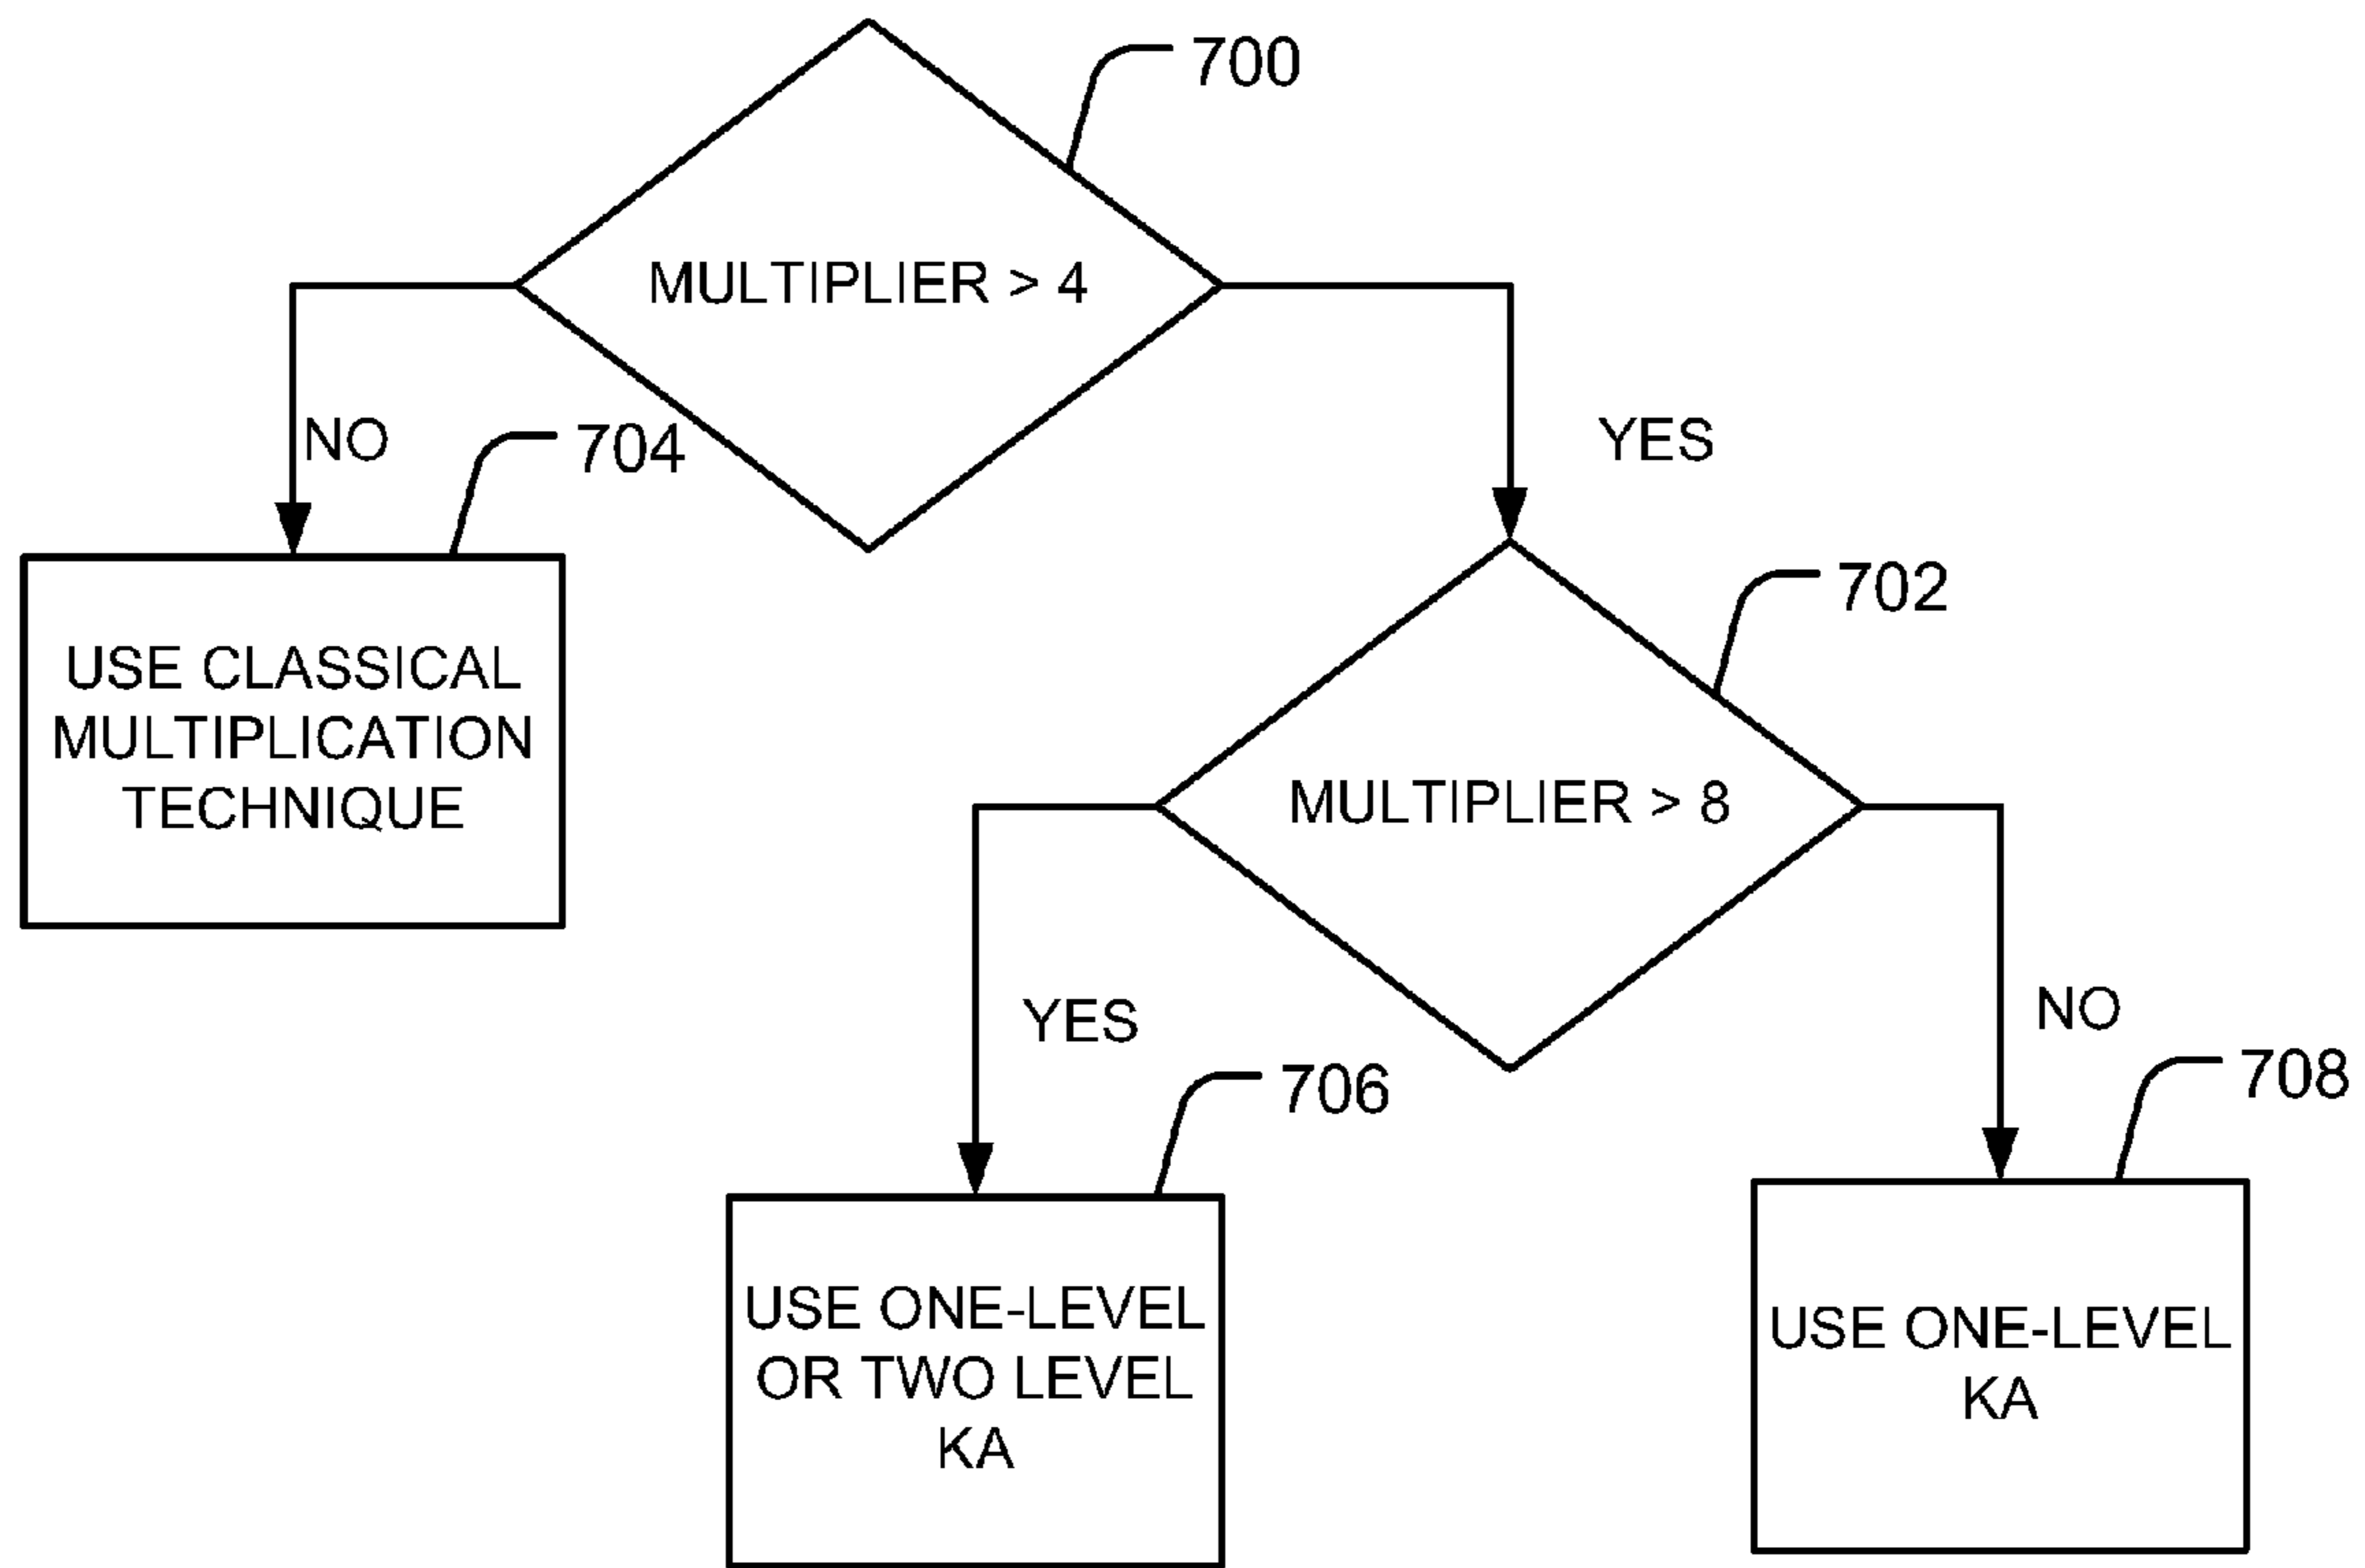 700
MULTIPLIER > 4
NO
704
YES
USE CLASSICAL
MULTIPLICATION
TECHNIQUE
702
MULTIPLIER > 8
YES
706
NO
708
USE ONE-LEVEL
OR TWO LEVEL
KA
USE ONE-LEVEL
KA